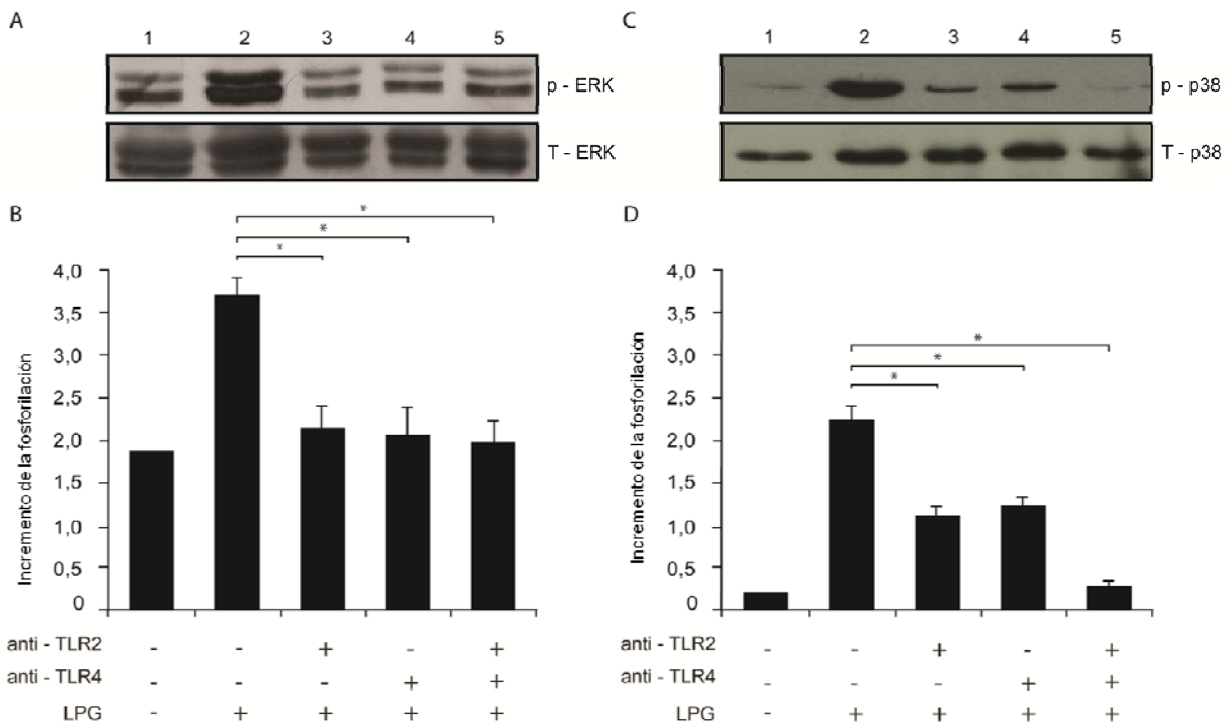 A
1 2 3 4 5
p - ERK
T - ERK
B
* 
*
*
Incremento de la fosforilación
4,0
3,5
3,0
2,5
2,0
1,5
1,0
0,5
0
anti - TLR2 - - + - +
anti - TLR4 - - - + +
LPG - + + + +
C
1 2 3 4 5
p - p38
T - p38
D
*
*
*
Incremento de la fosforilación
4,0
3,5
3,0
2,5
2,0
1,5
1,0
0,5
0
anti - TLR2 - - + - +
anti - TLR4 - - - + +
LPG - + + + +